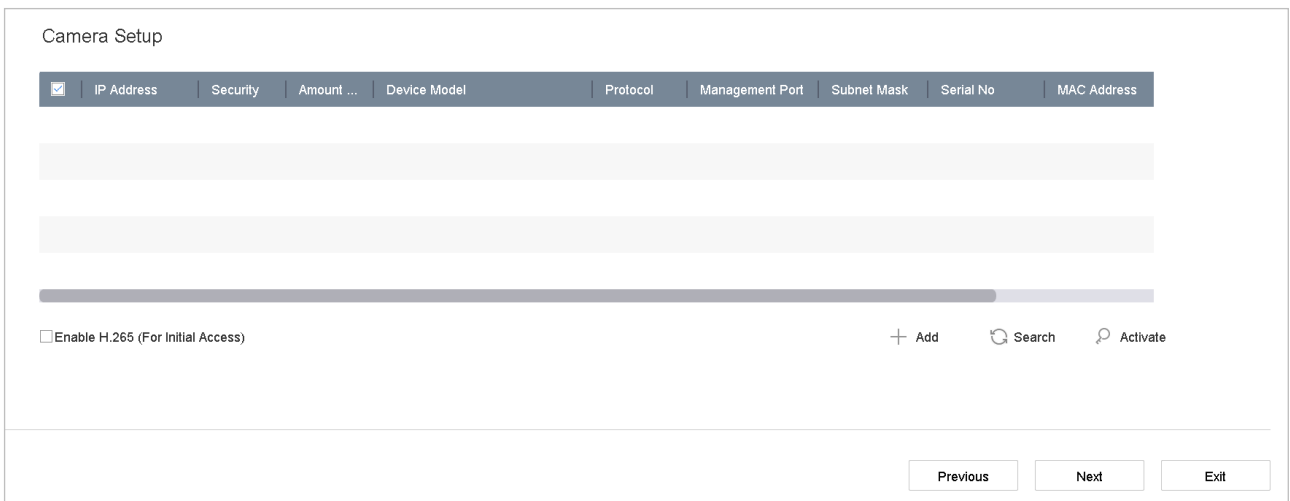 Camera Setup
IP Address Security Amount ... Device Model Protocol Management Port Subnet Mask Serial No MAC Address
Enable H.265 (For Initial Access) Add Search Activate
Previous Next Exit